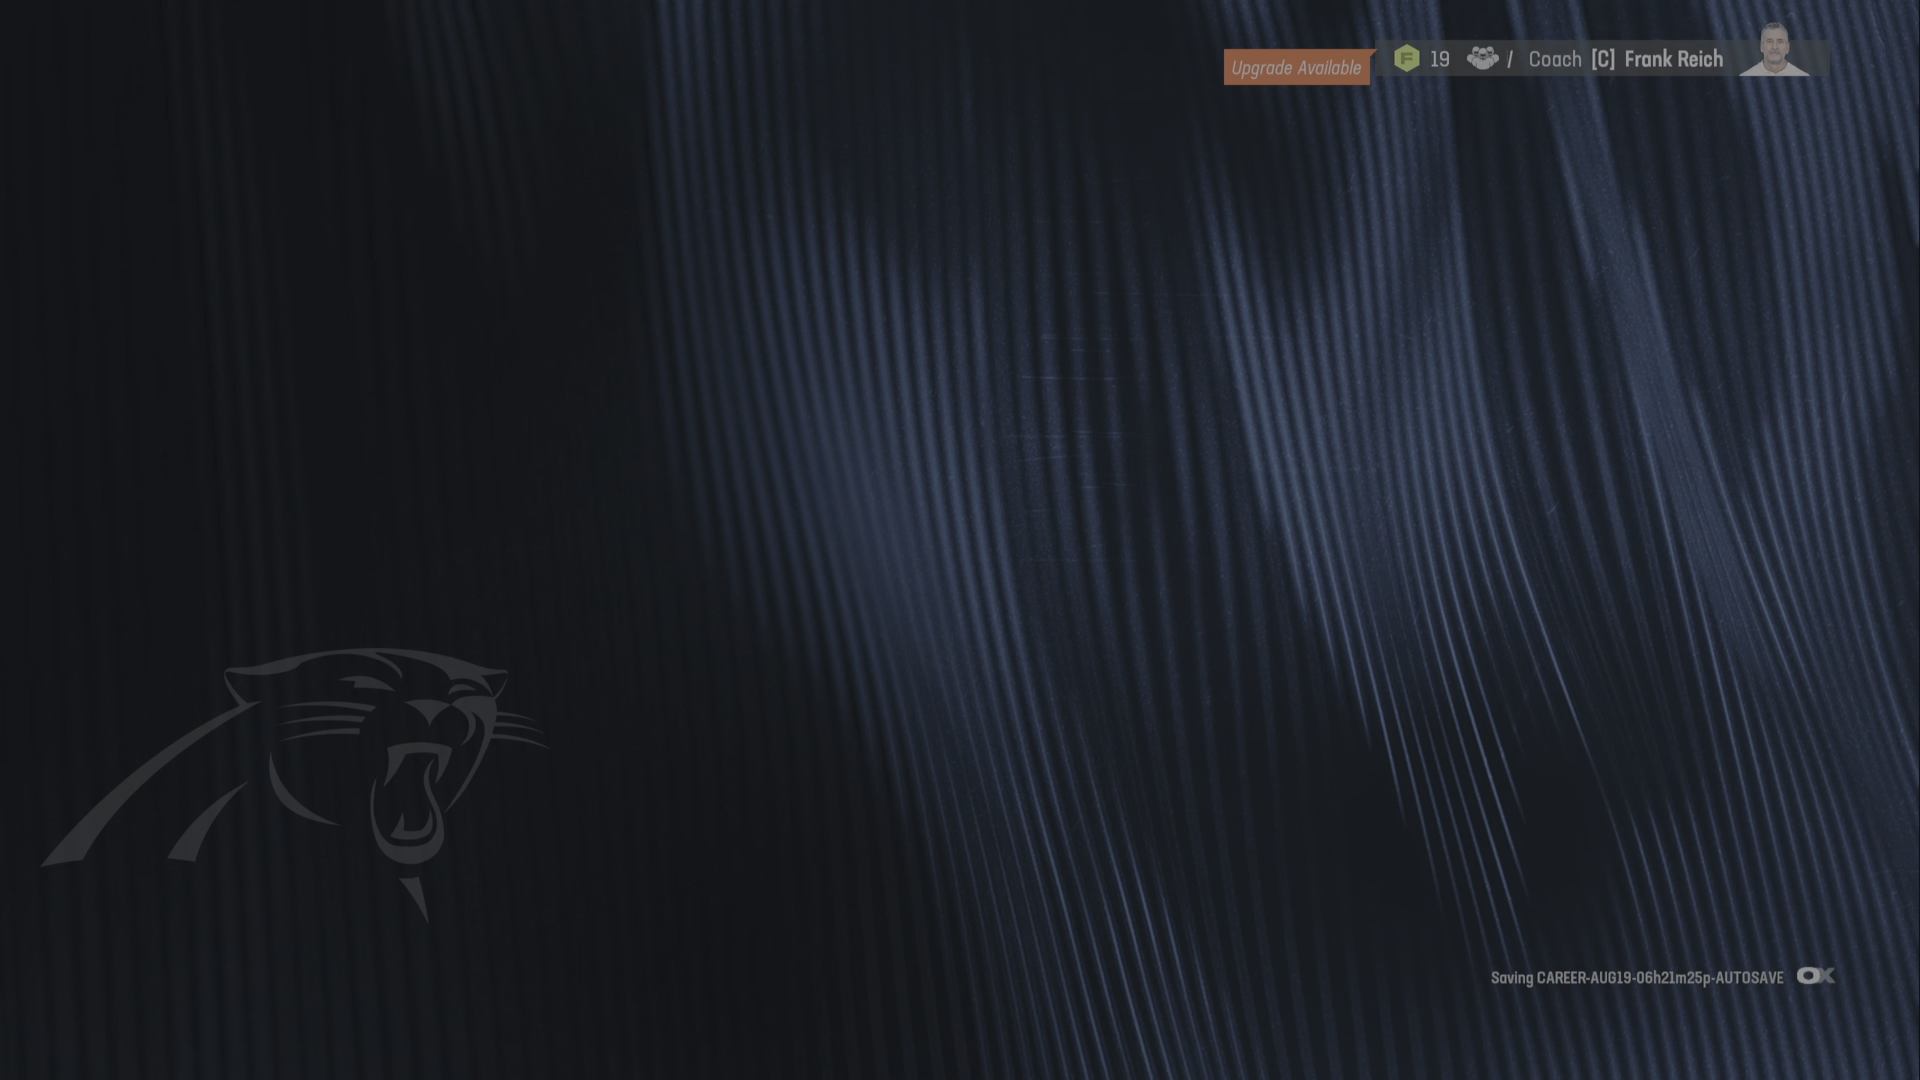 Upgrade Available
F 19 / Coach [C] Frank Reich
Saving CAREER-AUG19-06h21m25p-AUTOSAVE